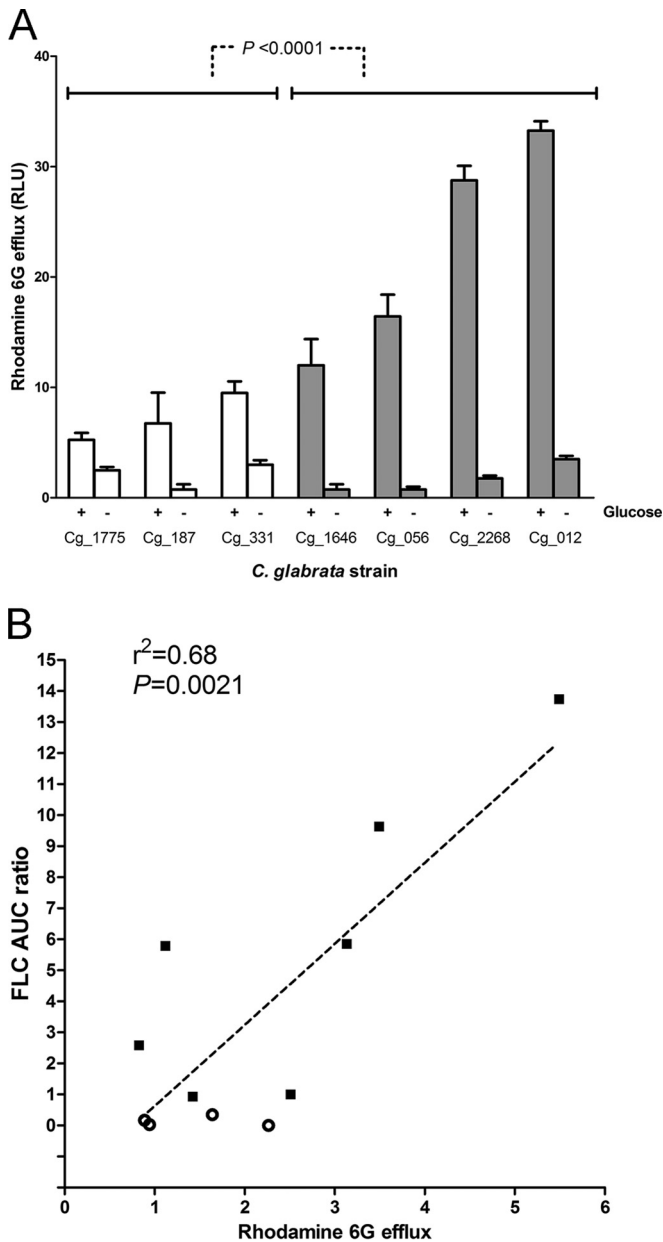 A
P <0.0001
40
30
20
10
0
Rhodamine 6G efflux (RLU)
+ - + - + - + - + - + - + - Glucose
Cg_1775 Cg_187 Cg_331 Cg_1646 Cg_056 Cg_2268 Cg_012
C. glabrata strain
B
r²=0.68
P=0.0021
15
14
13
12
11
10
9
8
7
6
5
4
3
2
1
0
FLC AUC ratio
0 1 2 3 4 5 6
Rhodamine 6G efflux